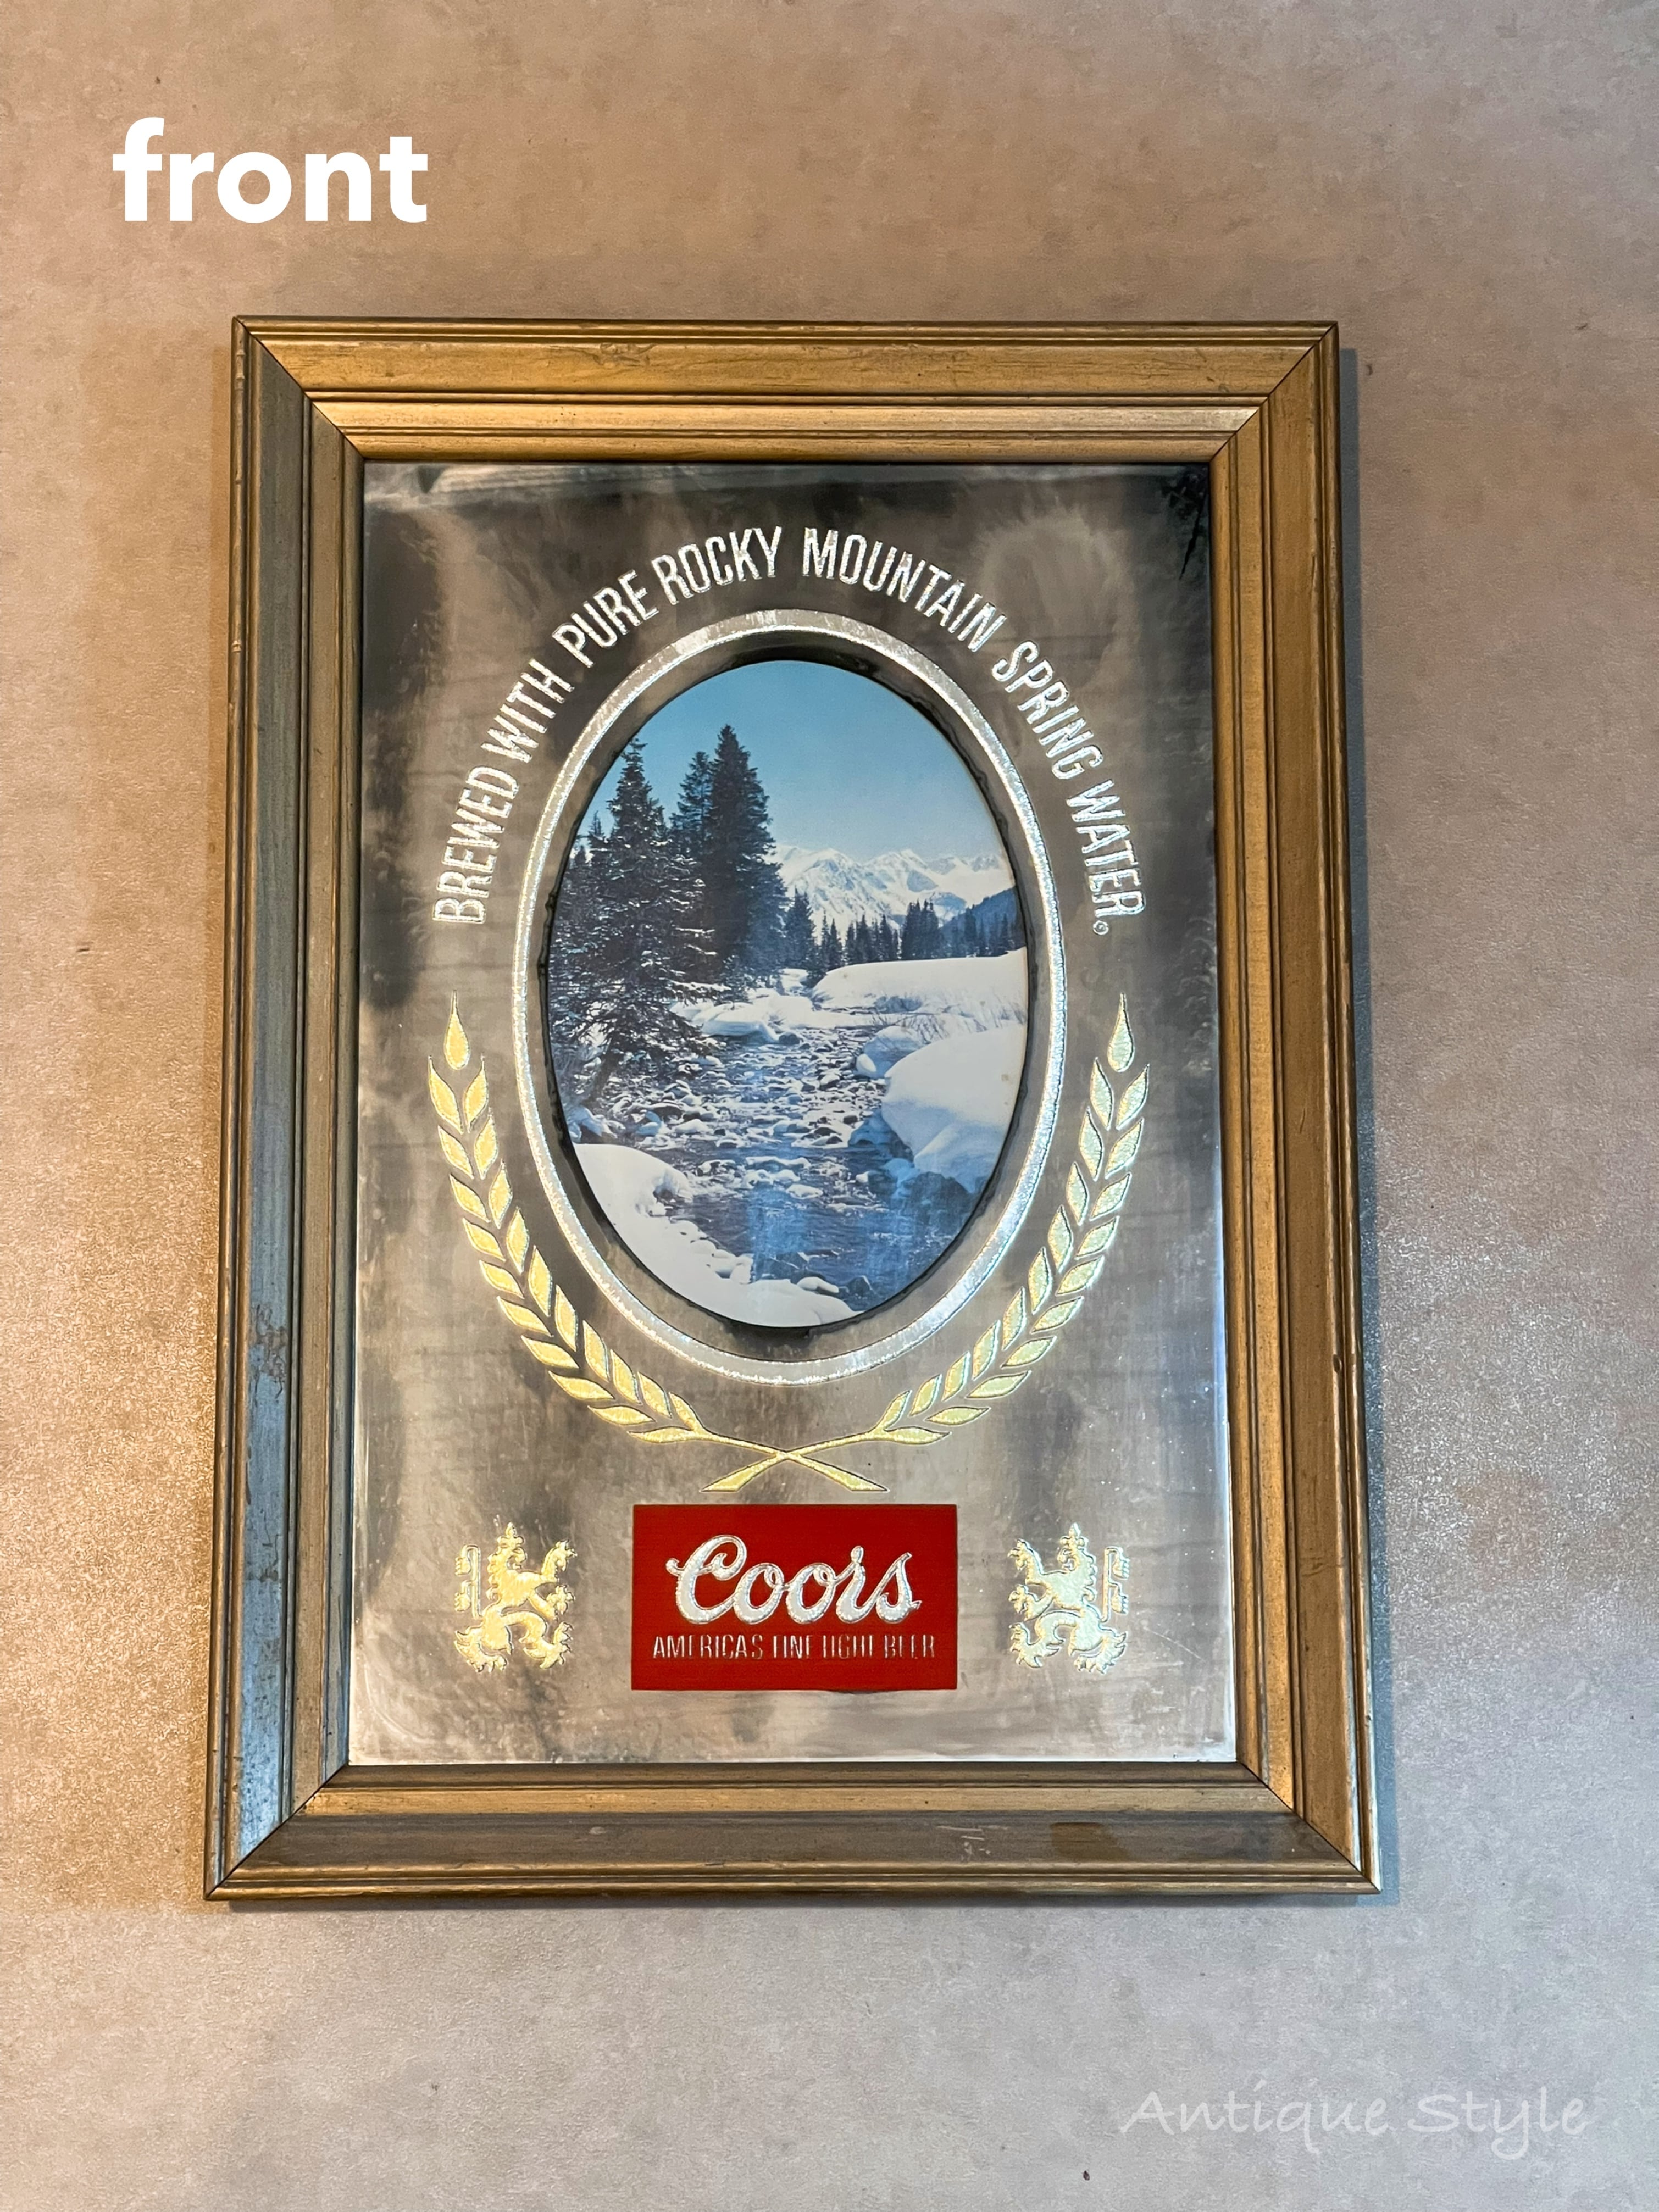 front
BREWED WITH PURE ROCKY MOUNTAIN SPRING WATER®
Coors
AMERICA'S FINE LIGHT BEER
Antique Style